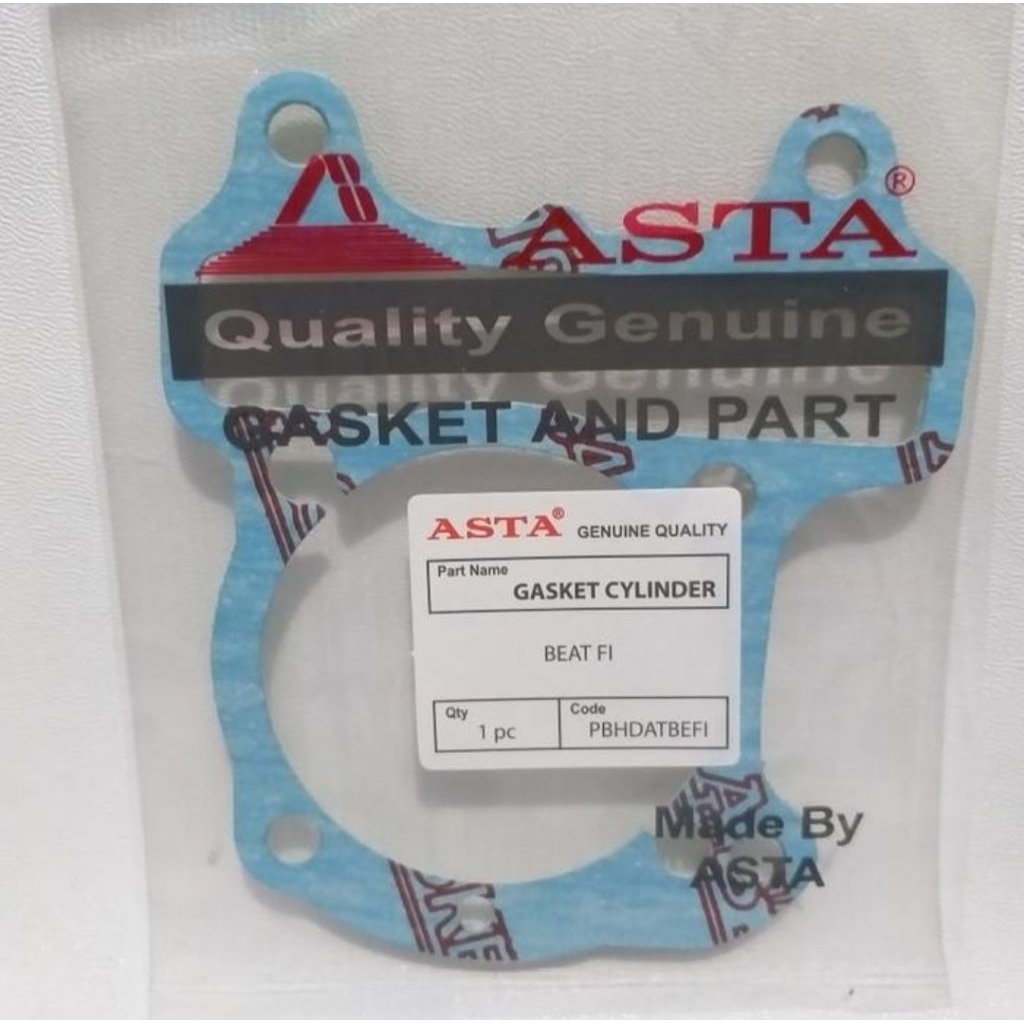 ASTA®
Quality Genuine
GASKET AND PART
ASTA® GENUINE QUALITY
Part Name
GASKET CYLINDER
BEAT FI
Qty
1 pc
Code
PBHDATBEFI
Made By
ASTA